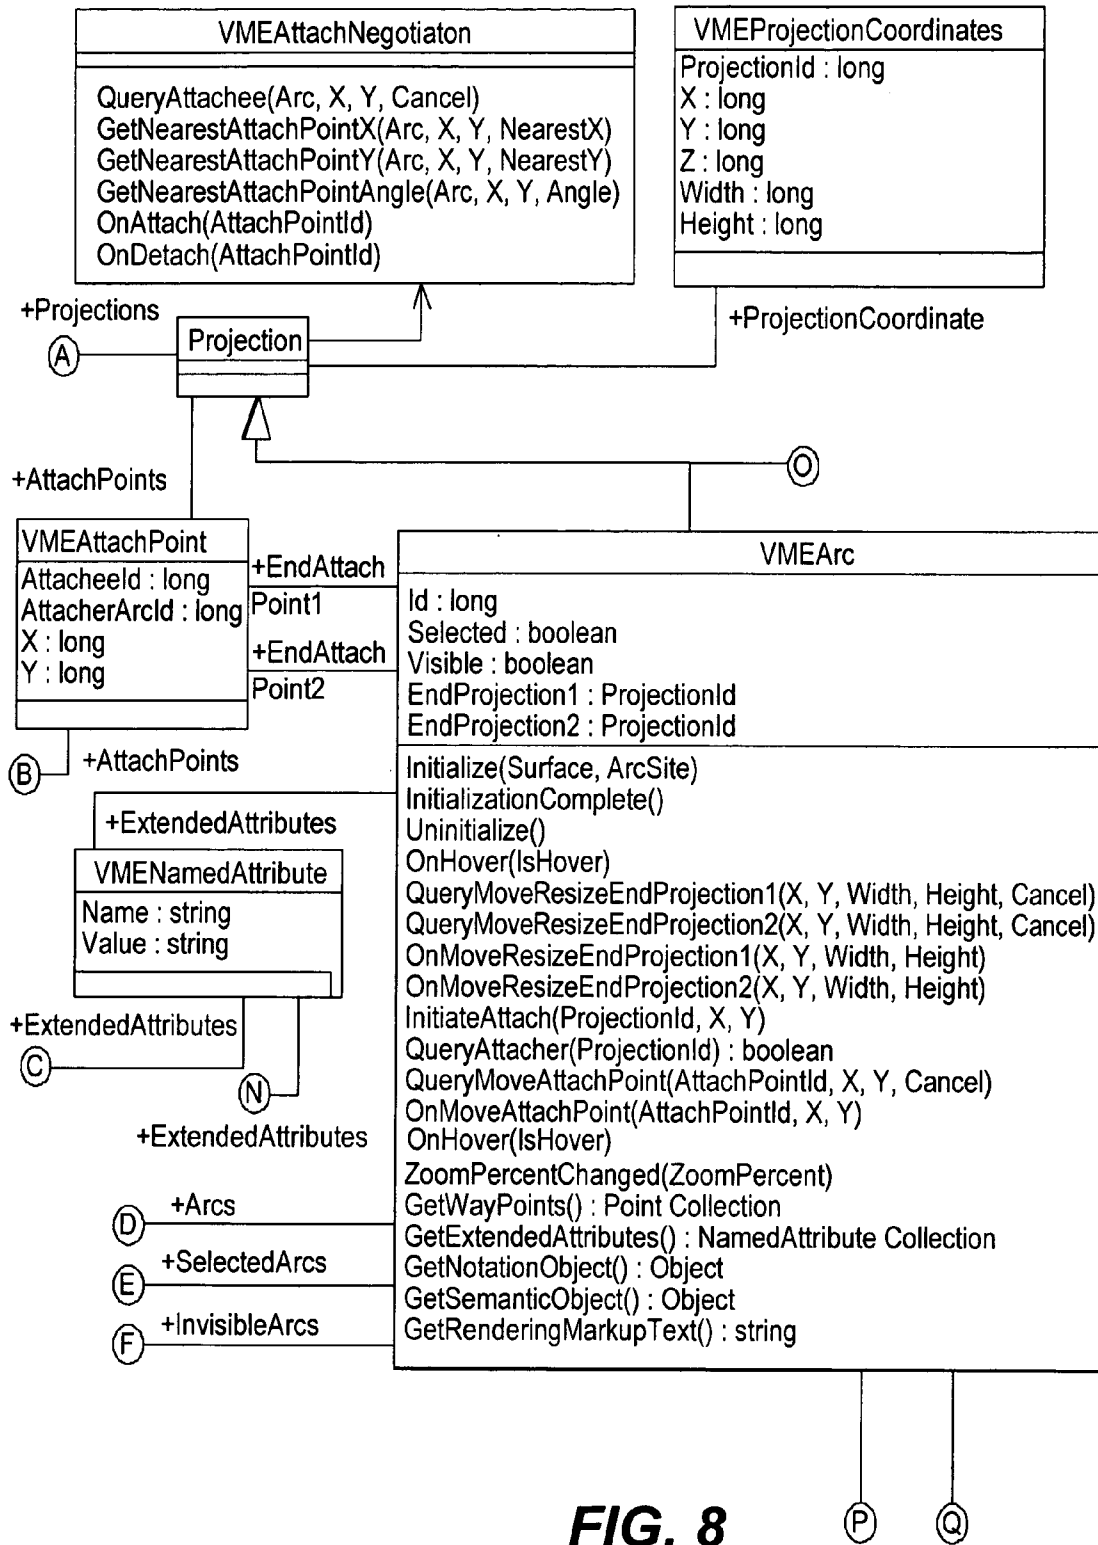 VMEAttachNegotiaton
QueryAttachee(Arc, X, Y, Cancel)
GetNearestAttachPointX(Arc, X, Y, NearestX)
GetNearestAttachPointY(Arc, X, Y, NearestY)
GetNearestAttachPointAngle(Arc, X, Y, Angle)
OnAttach(AttachPointId)
OnDetach(AttachPointId)
VMEProjectionCoordinates
ProjectionId : long
X : long
Y : long
Z : long
Width : long
Height : long
+Projections
A
Projection
+ProjectionCoordinate
O
+AttachPoints
VMEAttachPoint
AttacheeId : long
AttacherArcId : long
X : long
Y : long
+EndAttach
Point1
+EndAttach
Point2
B
+AttachPoints
+ExtendedAttributes
VMENamedAttribute
Name : string
Value : string
+ExtendedAttributes
C
N
+ExtendedAttributes
D
+Arcs
E
+SelectedArcs
F
+InvisibleArcs
VMEArc
Id : long
Selected : boolean
Visible : boolean
EndProjection1 : ProjectionId
EndProjection2 : ProjectionId
Initialize(Surface, ArcSite)
InitializationComplete()
Uninitialize()
OnHover(IsHover)
QueryMoveResizeEndProjection1(X, Y, Width, Height, Cancel)
QueryMoveResizeEndProjection2(X, Y, Width, Height, Cancel)
OnMoveResizeEndProjection1(X, Y, Width, Height)
OnMoveResizeEndProjection2(X, Y, Width, Height)
InitiateAttach(ProjectionId, X, Y)
QueryAttacher(ProjectionId) : boolean
QueryMoveAttachPoint(AttachPointId, X, Y, Cancel)
OnMoveAttachPoint(AttachPointId, X, Y)
OnHover(IsHover)
ZoomPercentChanged(ZoomPercent)
GetWayPoints() : Point Collection
GetExtendedAttributes() : NamedAttribute Collection
GetNotationObject() : Object
GetSemanticObject() : Object
GetRenderingMarkupText() : string
P
Q
FIG. 8